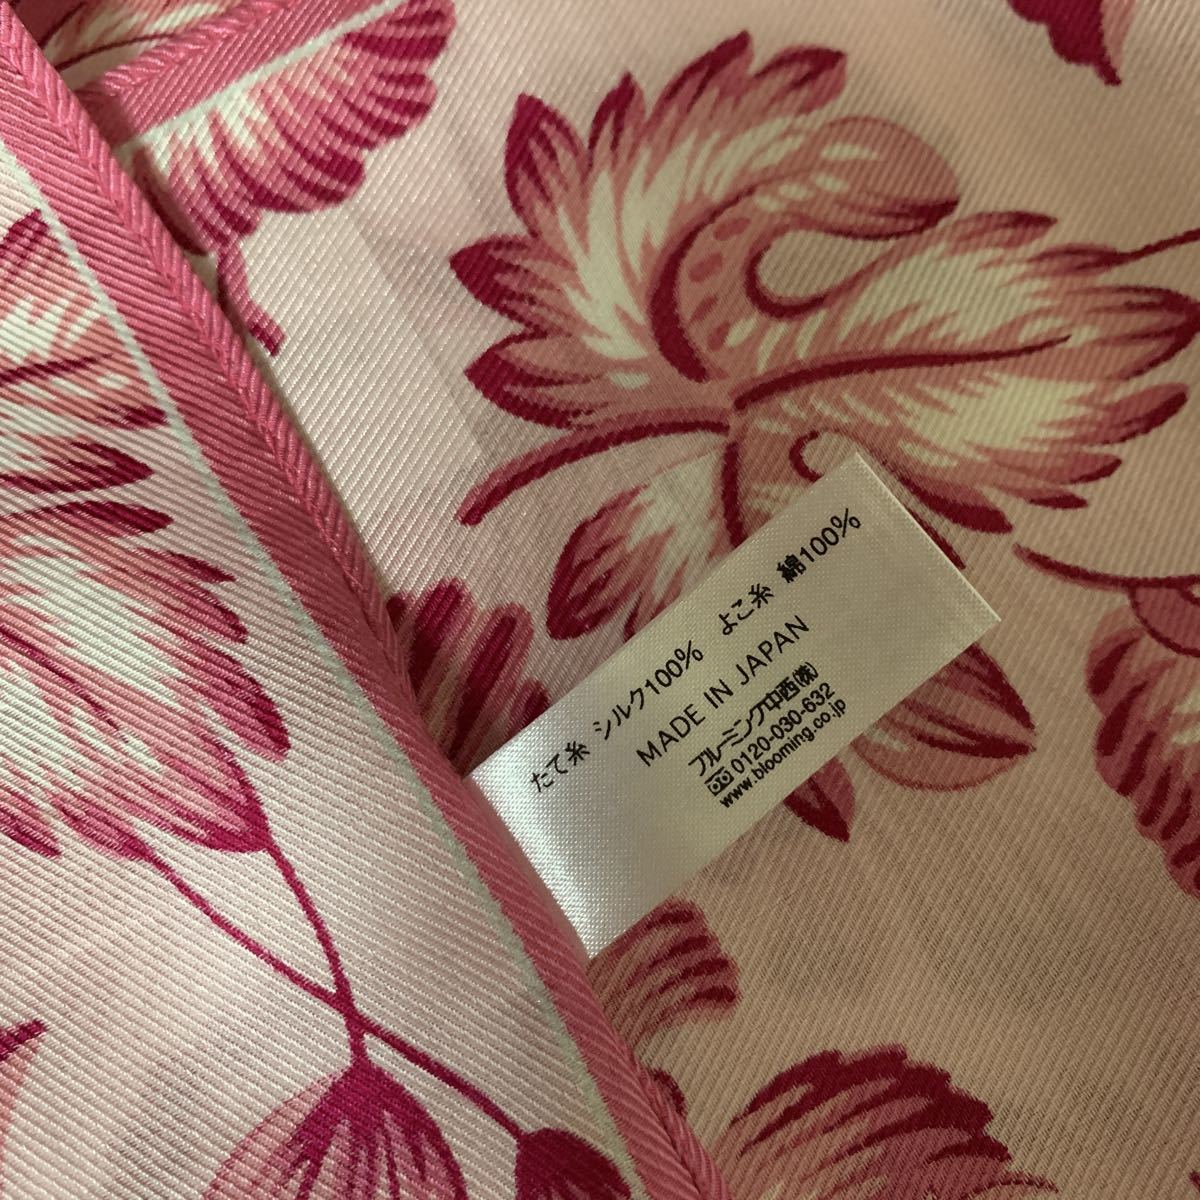 たて糸 シルク100% よこ糸 綿100%
MADE IN JAPAN
ブルーミング中西(株)
0120-030-632
www.blooming.co.jp